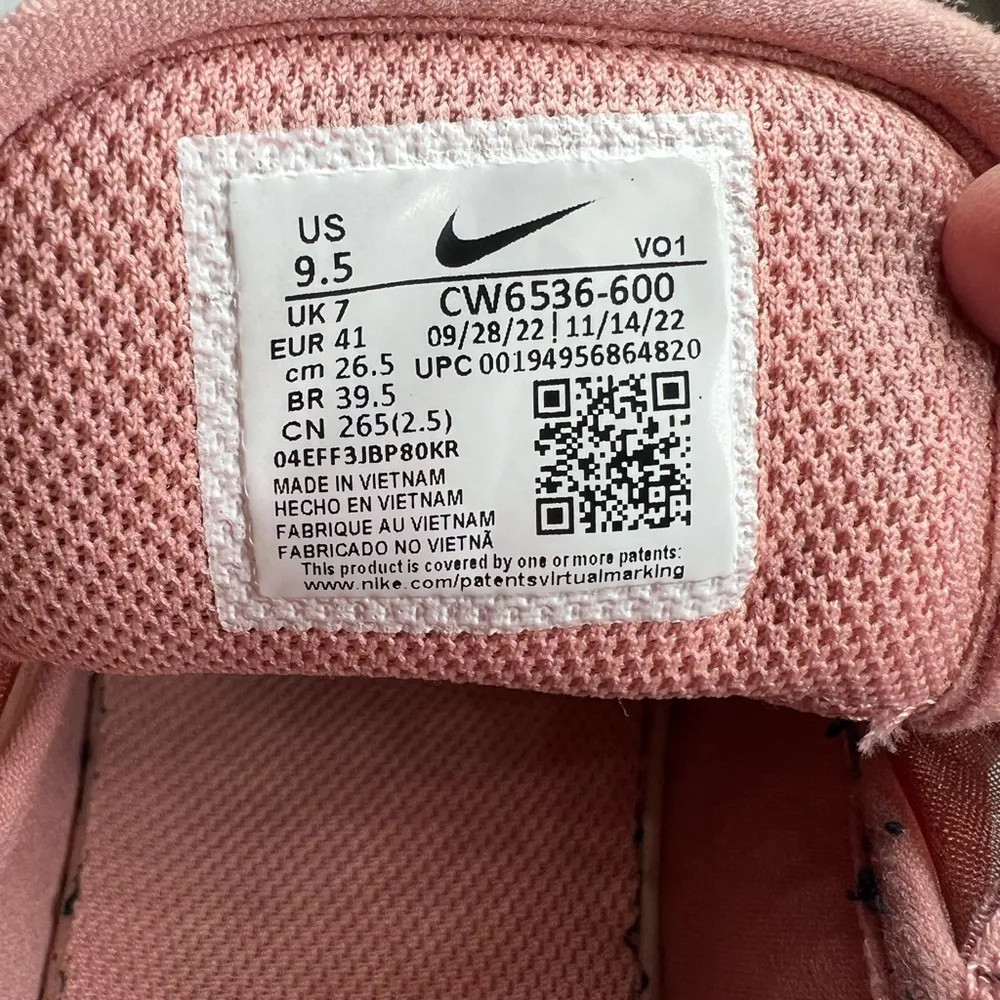 US
9.5
VO1
UK 7
CW6536-600
EUR 41
09/28/22 | 11/14/22
cm 26.5
UPC 00194956864820
BR 39.5
CN 265(2.5)
04EFF3JBP80KR
MADE IN VIETNAM
HECHO EN VIETNAM
FABRIQUE AU VIETNAM
FABRICADO NO VIETNÃ
This product is covered by one or more patents:
www.nike.com/patentsvirtualmarking